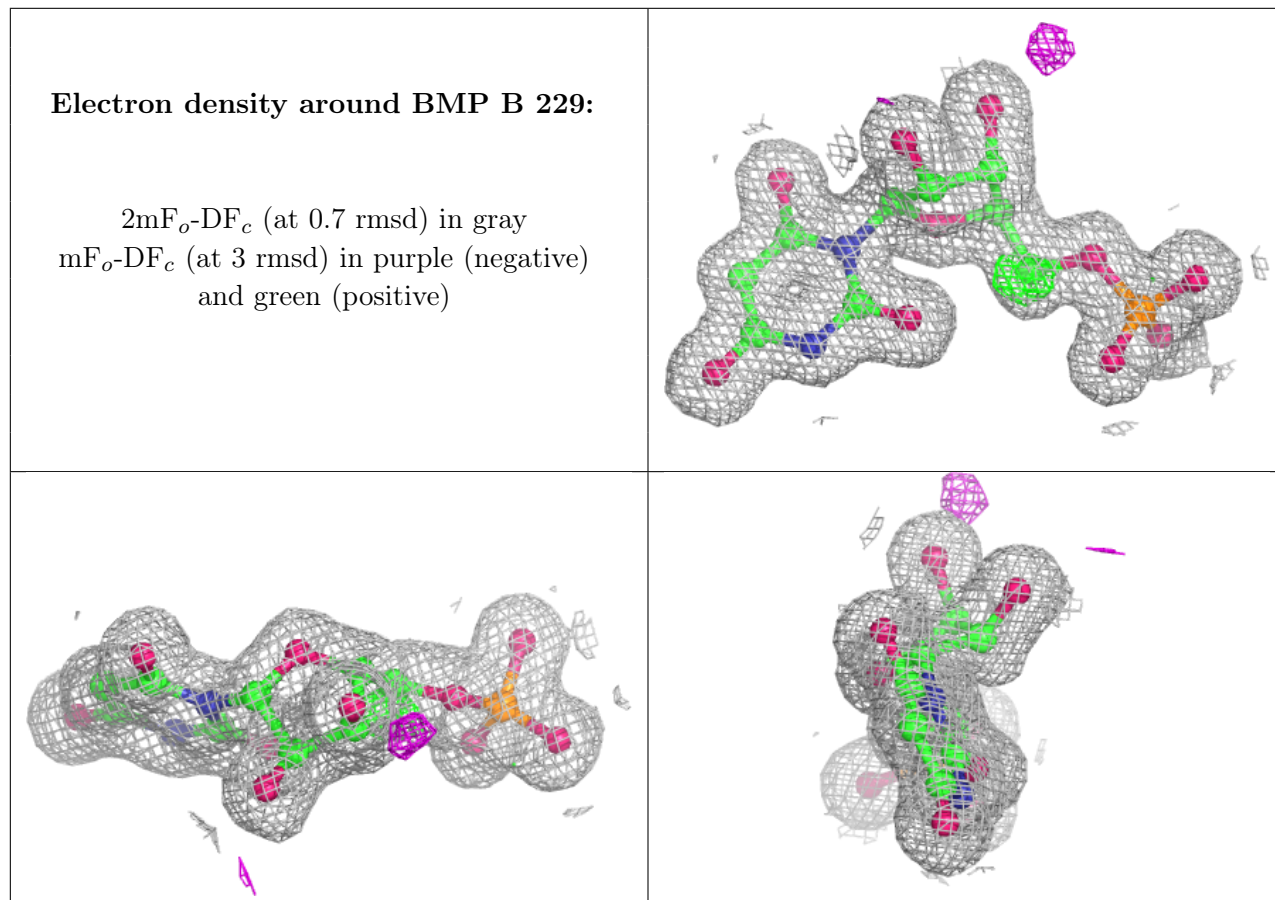 Electron density around BMP B 229:
2mFo-DFc (at 0.7 rmsd) in gray
mFo-DFc (at 3 rmsd) in purple (negative)
and green (positive)